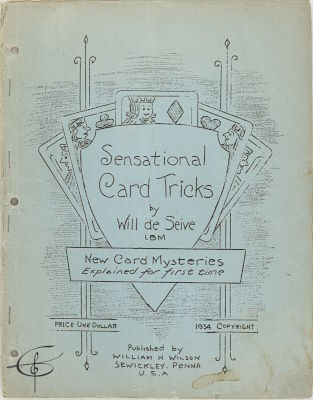 Sensational
Card Tricks
by
Will de Seive
IBM
New Card Mysteries
Explained for first time
PRICE ONE DOLLAR
1934 COPYRIGHT
Published by
WILLIAM H WILSON
SEWICKLEY, PENNA
U.S.A